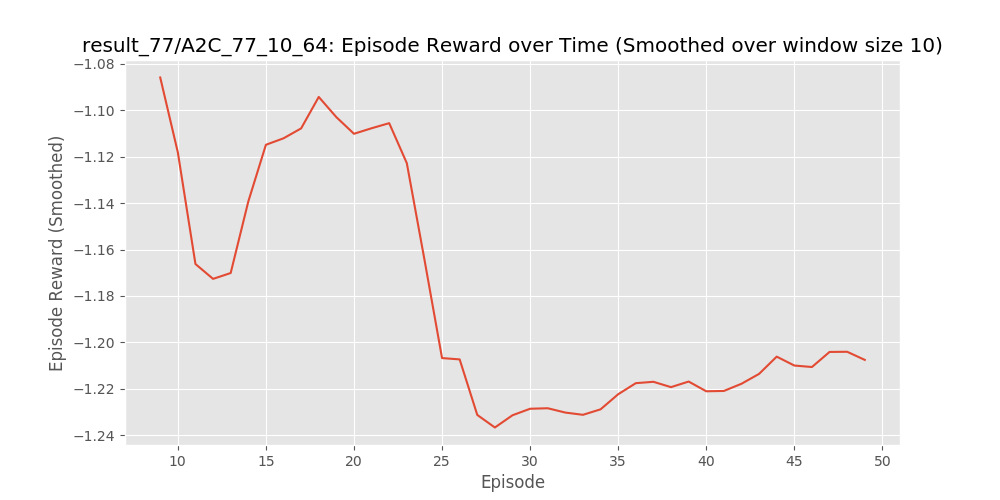 result_77/A2C_77_10_64: Episode Reward over Time (Smoothed over window size 10)
Episode Reward (Smoothed)
−1.08
−1.10
−1.12
−1.14
−1.16
−1.18
−1.20
−1.22
−1.24
10 15 20 25 30 35 40 45 50
Episode